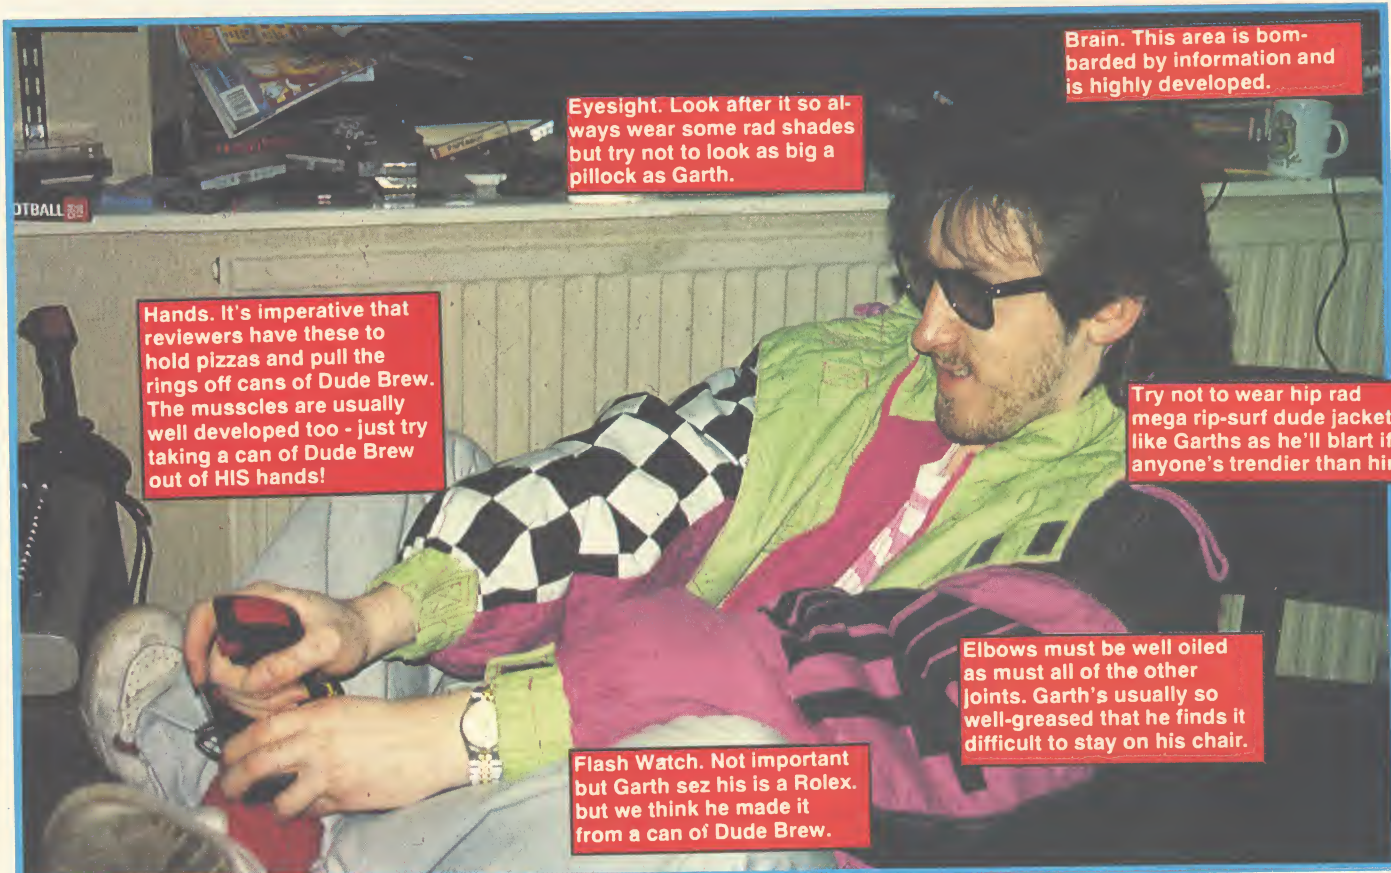 Brain. This area is bom-
barded by information and
is highly developed.
Eyesight. Look after it so al-
ways wear some rad shades
but try not to look as big a
pillock as Garth.
OTBALL
Hands. It's imperative that
reviewers have these to
hold pizzas and pull the
rings off cans of Dude Brew.
The musscles are usually
well developed too - just try
taking a can of Dude Brew
out of HIS hands!
Try not to wear hip rad
mega rip-surf dude jacket
like Garths as he'll blart if
anyone's trendier than him
Elbows must be well oiled
as must all of the other
joints. Garth's usually so
well-greased that he finds it
difficult to stay on his chair.
Flash Watch. Not important
but Garth sez his is a Rolex.
but we think he made it
from a can of Dude Brew.